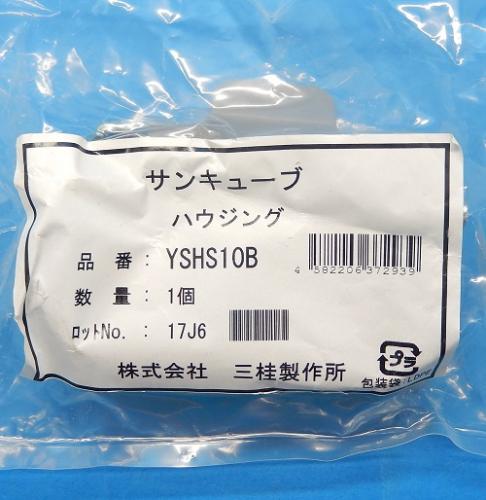 サンキューブ
ハウジング
品 番 : YSHS10B
4 582206 372939
数 量 : 1個
ロットNo. : 17J6
プラ
株式会社 三桂製作所
包装袋:LDPE